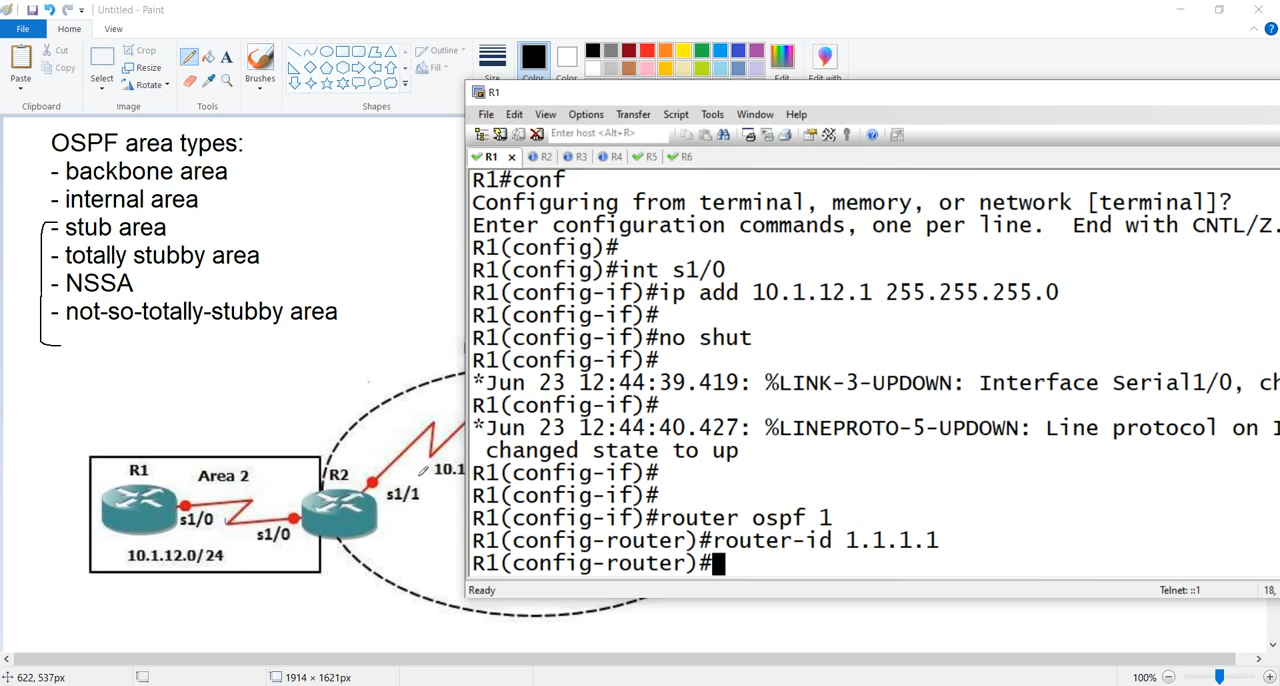 Untitled - Paint
File
Home
View
Paste
Cut
Copy
Clipboard
Select
Crop
Resize
Rotate
Image
Tools
Brushes
Shapes
Outline
Fill
Size
Color
Color
Edit
Edit with
OSPF area types:
- backbone area
- internal area
- stub area
- totally stubby area
- NSSA
- not-so-totally-stubby area
R1
Area 2
R2
s1/0
s1/0
s1/1
10.1
10.1.12.0/24
R1
File Edit View Options Transfer Script Tools Window Help
Enter host <Alt+R>
R1 R2 R3 R4 R5 R6
R1#conf
Configuring from terminal, memory, or network [terminal]?
Enter configuration commands, one per line.  End with CNTL/Z.
R1(config)#
R1(config)#int s1/0
R1(config-if)#ip add 10.1.12.1 255.255.255.0
R1(config-if)#
R1(config-if)#no shut
R1(config-if)#
*Jun 23 12:44:39.419: %LINK-3-UPDOWN: Interface Serial1/0, ch
R1(config-if)#
*Jun 23 12:44:40.427: %LINEPROTO-5-UPDOWN: Line protocol on I
changed state to up
R1(config-if)#
R1(config-if)#
R1(config-if)#router ospf 1
R1(config-router)#router-id 1.1.1.1
R1(config-router)#
Ready
Telnet: ::1
18,
622, 537px
1914 × 1621px
100%